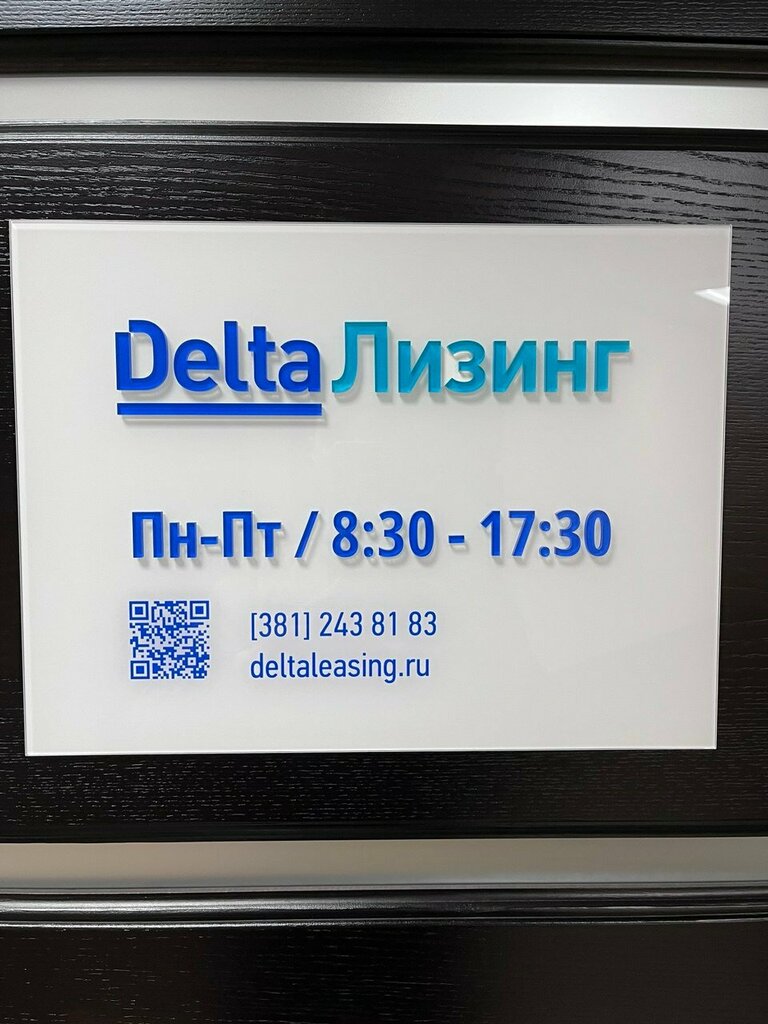 Delta Лизинг
Пн-Пт / 8:30 - 17:30
[381] 243 81 83
deltaleasing.ru